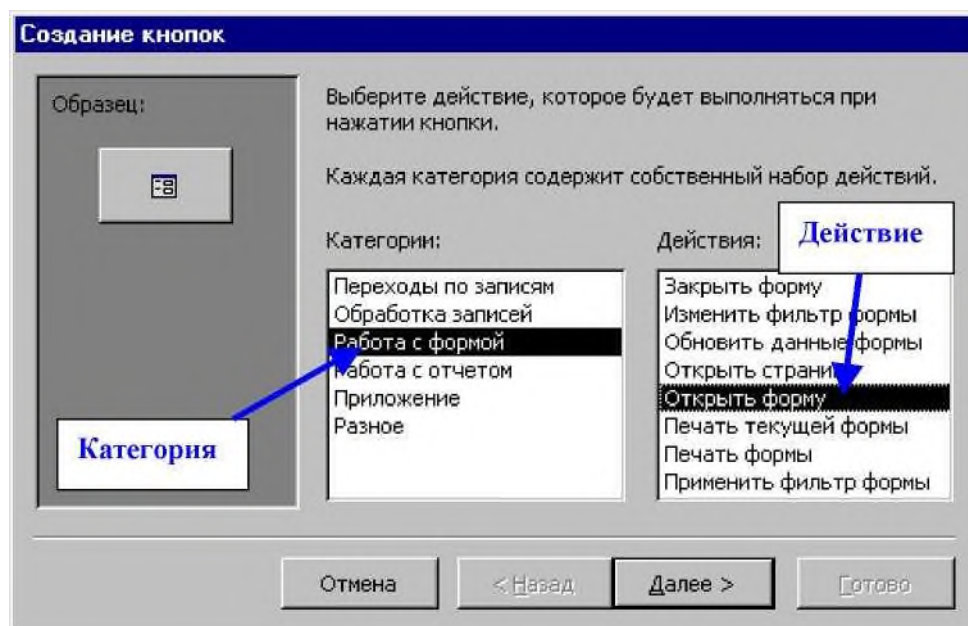 Создание кнопок
Образец:
Выберите действие, которое будет выполняться при
нажатии кнопки.
Каждая категория содержит собственный набор действий.
Категории:
Переходы по записям
Обработка записей
Работа с формой
Работа с отчетом
Приложение
Разное
Действия:
Закрыть форму
Изменить фильтр формы
Обновить данные формы
Открыть
Открыть форму
Печать текущей формы
Печать формы
Применить фильтр формы
Действие
Категория
Отмена
< Назад
Далее >
Готово